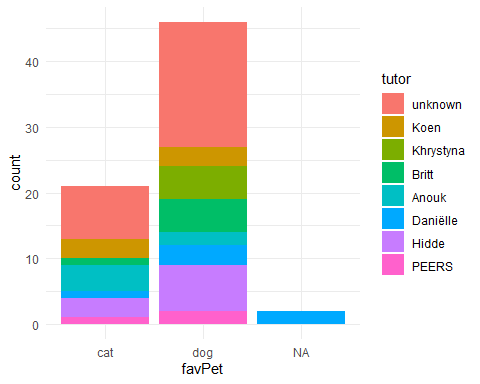 40
30
20
10
0
count
cat dog NA
favPet
tutor
unknown
Koen
Khrystyna
Britt
Anouk
Daniëlle
Hidde
PEERS